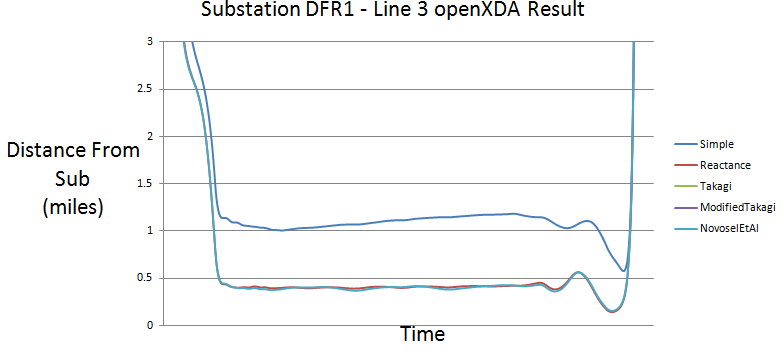 Substation DFR1 - Line 3 openXDA Result
3
2.5
2
1.5
1
0.5
0
Distance From
Sub
(miles)
Time
Simple
Reactance
Takagi
ModifiedTakagi
NovoselEtAl